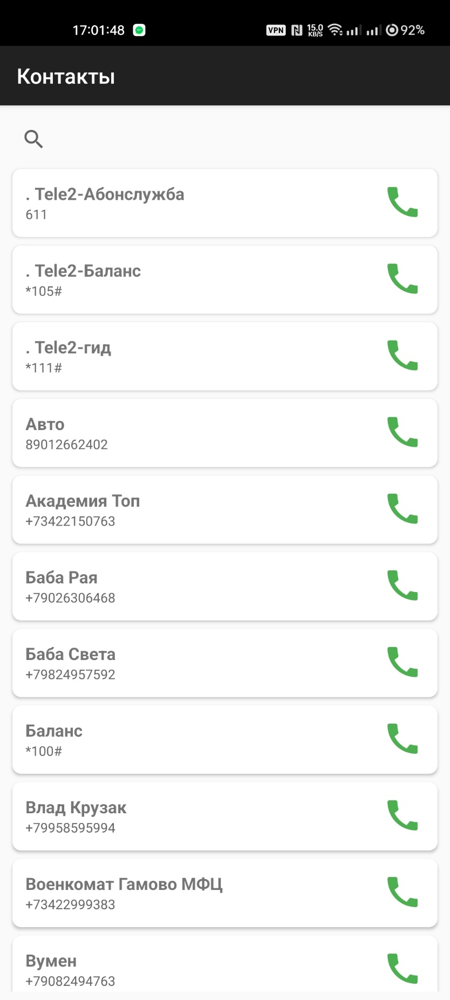 17:01:48
VPN 15.0 KB/S 92%
Контакты
. Tele2-Абонслужба
611
. Tele2-Баланс
*105#
. Tele2-гид
*111#
Авто
89012662402
Академия Топ
+73422150763
Баба Рая
+79026306468
Баба Света
+79824957592
Баланс
*100#
Влад Крузак
+79958595994
Военкомат Гамово МФЦ
+73422999383
Вумен
+79082494763